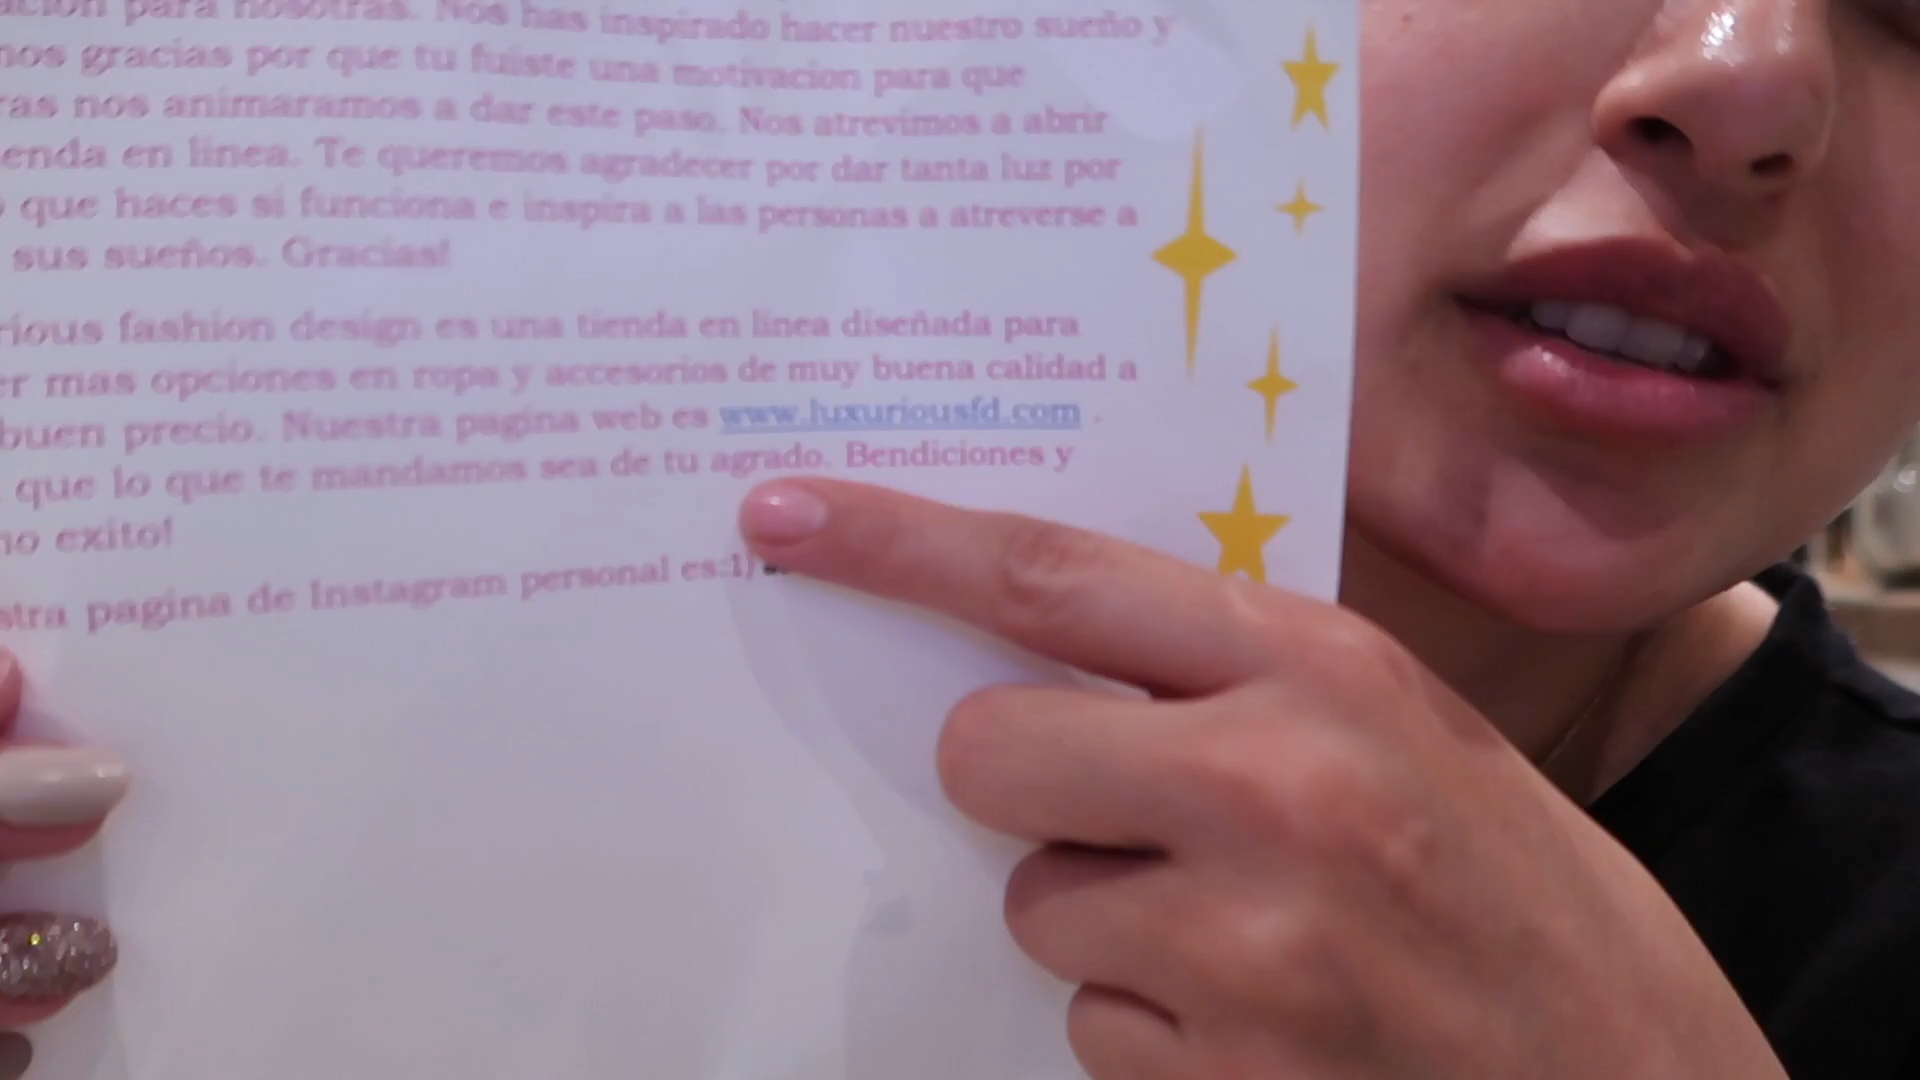 para nosotras. Nos has inspirado hacer nuestro sueño y
gracias por que tu fuiste una motivacion para que
nos animaramos a dar este paso. Nos atrevimos a abrir
enda en linea. Te queremos agradecer por dar tanta luz por
que haces si funciona e inspira a las personas a atreverse a
sus sueños. Gracias!
rious fashion design es una tienda en linea diseñada para
er mas opciones en ropa y accesorios de muy buena calidad a
buen precio. Nuestra pagina web es www.luxuriousfd.com .
que lo que te mandamos sea de tu agrado. Bendiciones y
ho exito!
stra pagina de Instagram personal es:1)